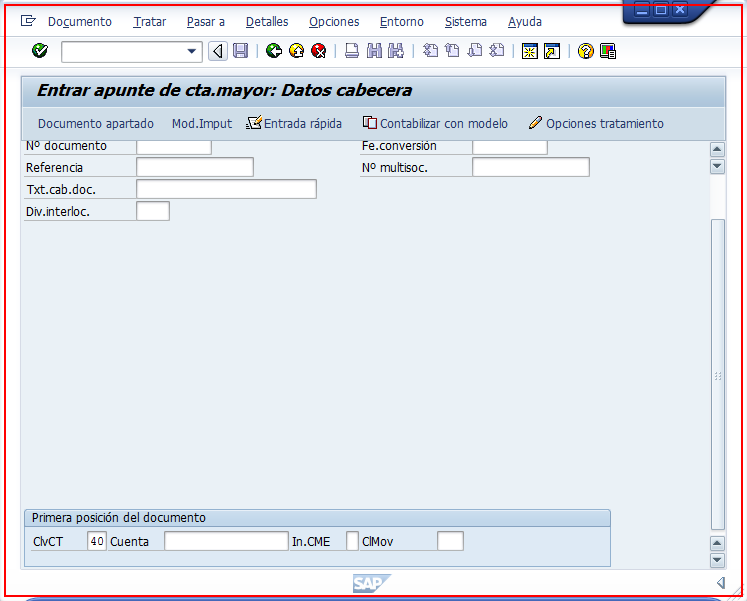 Documento Tratar Pasar a Detalles Opciones Entorno Sistema Ayuda
Entrar apunte de cta.mayor: Datos cabecera
Documento apartado Mod.Imput Entrada rápida Contabilizar con modelo Opciones tratamiento
Nº documento Fe.conversión
Referencia Nº multisoc.
Txt.cab.doc.
Div.interloc.
Primera posición del documento
ClvCT 40 Cuenta In.CME ClMov
SAP